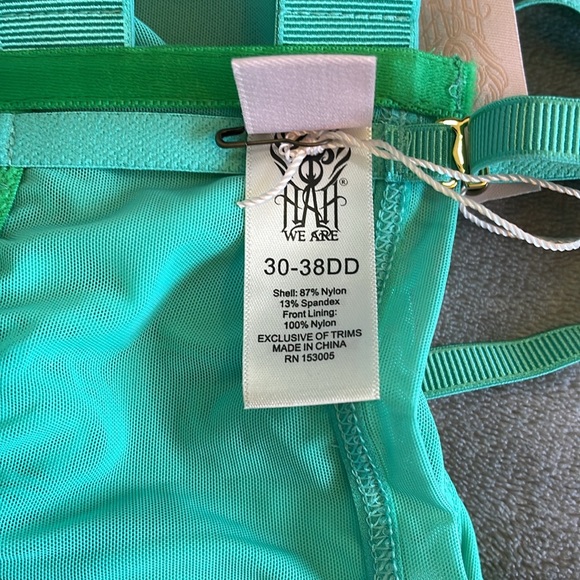 HAH
®
WE ARE
30-38DD
Shell: 87% Nylon
13% Spandex
Front Lining:
100% Nylon
EXCLUSIVE OF TRIMS
MADE IN CHINA
RN 153005